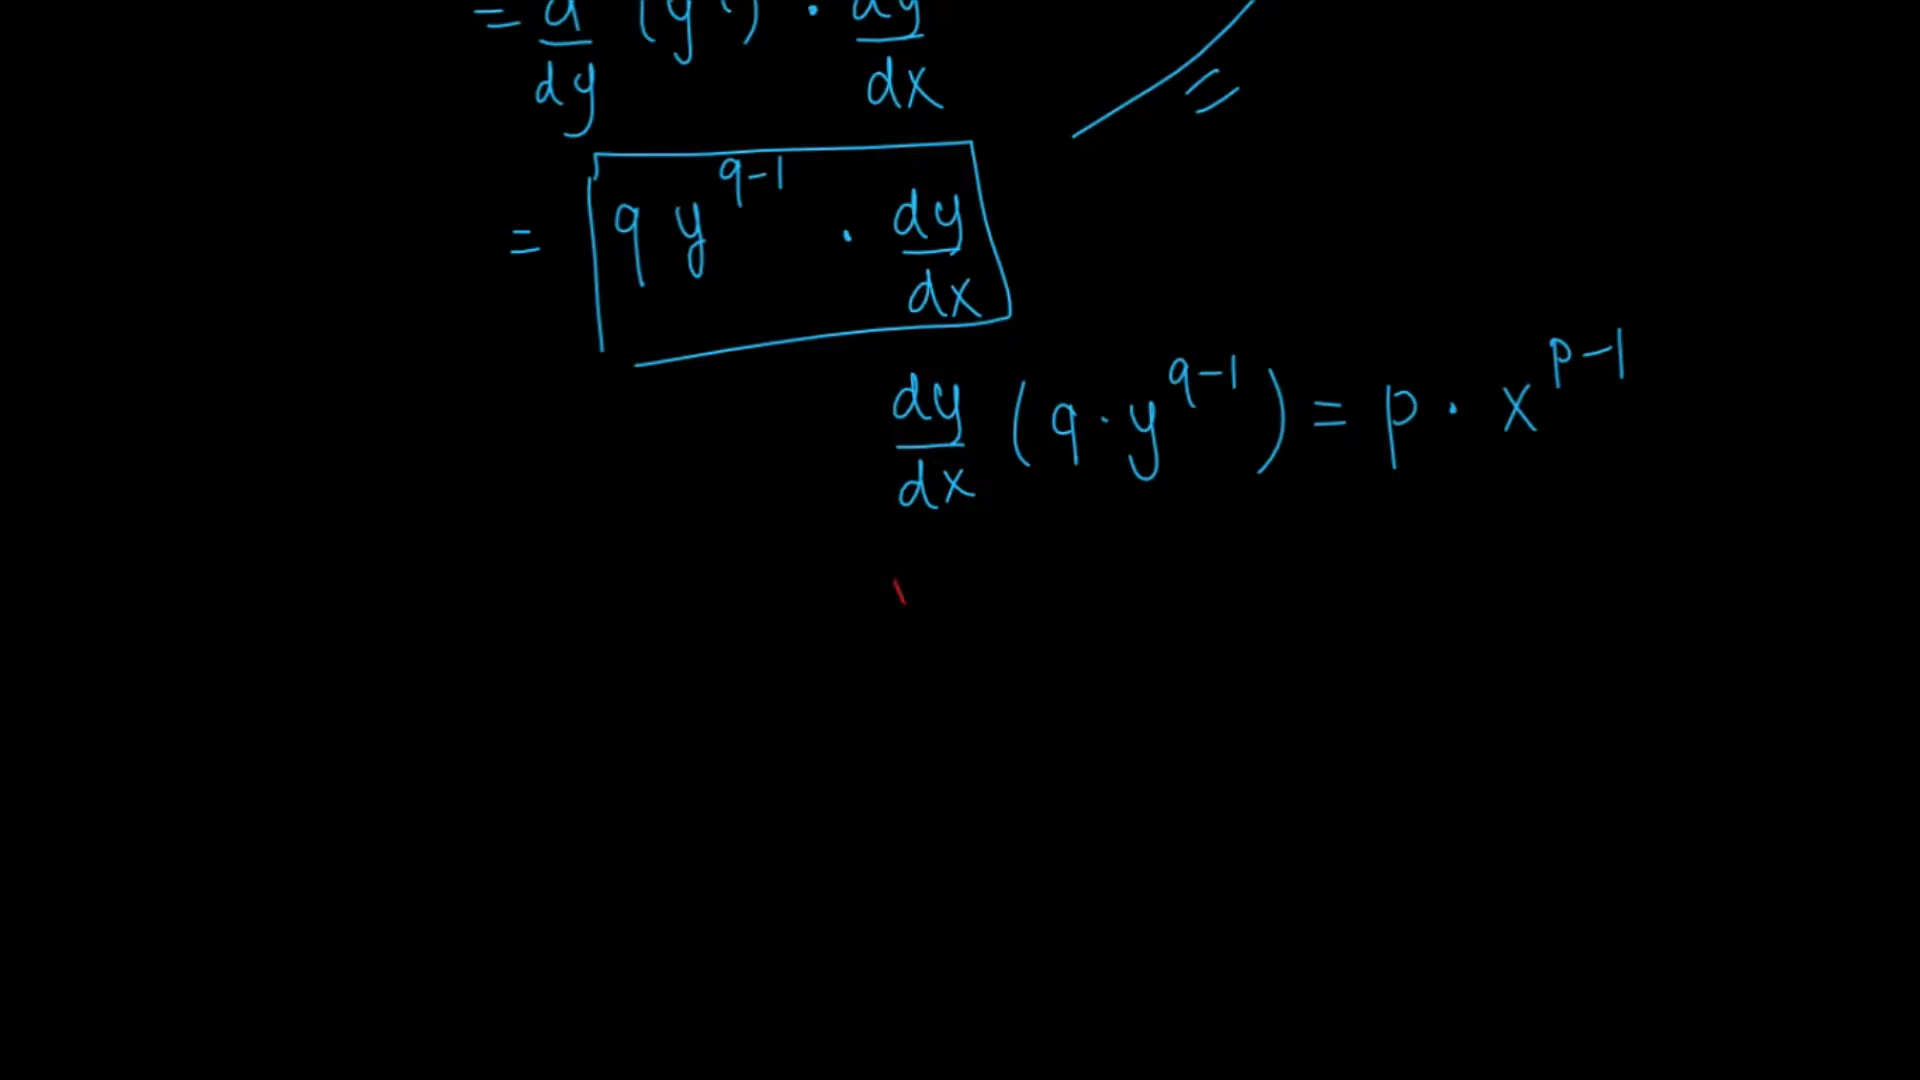 = d/dy (y^q) · dy/dx
= q y^{q-1} · dy/dx
dy/dx (q · y^{q-1}) = p · x^{p-1}